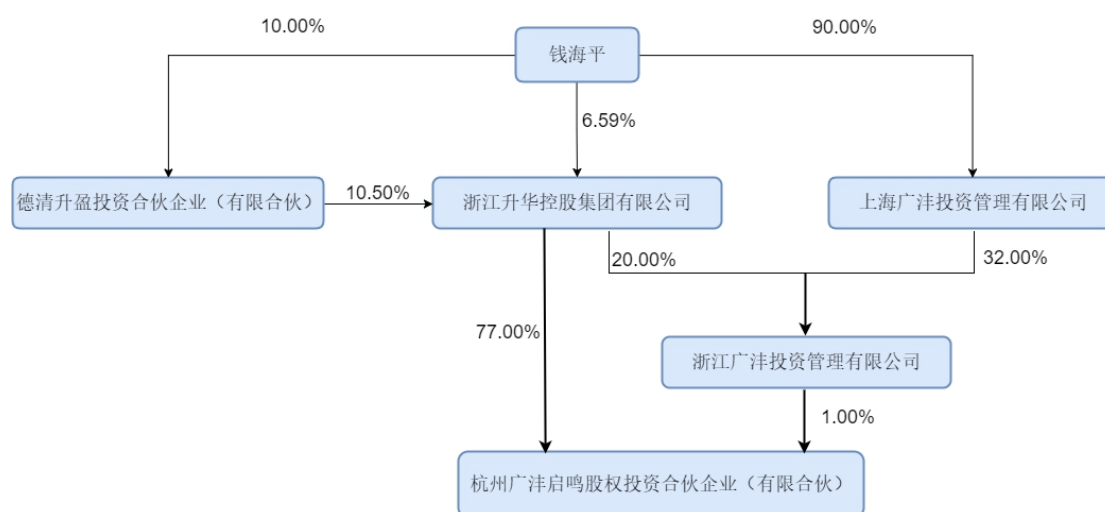 10.00%
钱海平
90.00%
6.59%
德清升盈投资合伙企业（有限合伙）
10.50%
浙江升华控股集团有限公司
上海广沣投资管理有限公司
20.00%
32.00%
77.00%
浙江广沣投资管理有限公司
1.00%
杭州广沣启鸣股权投资合伙企业（有限合伙）